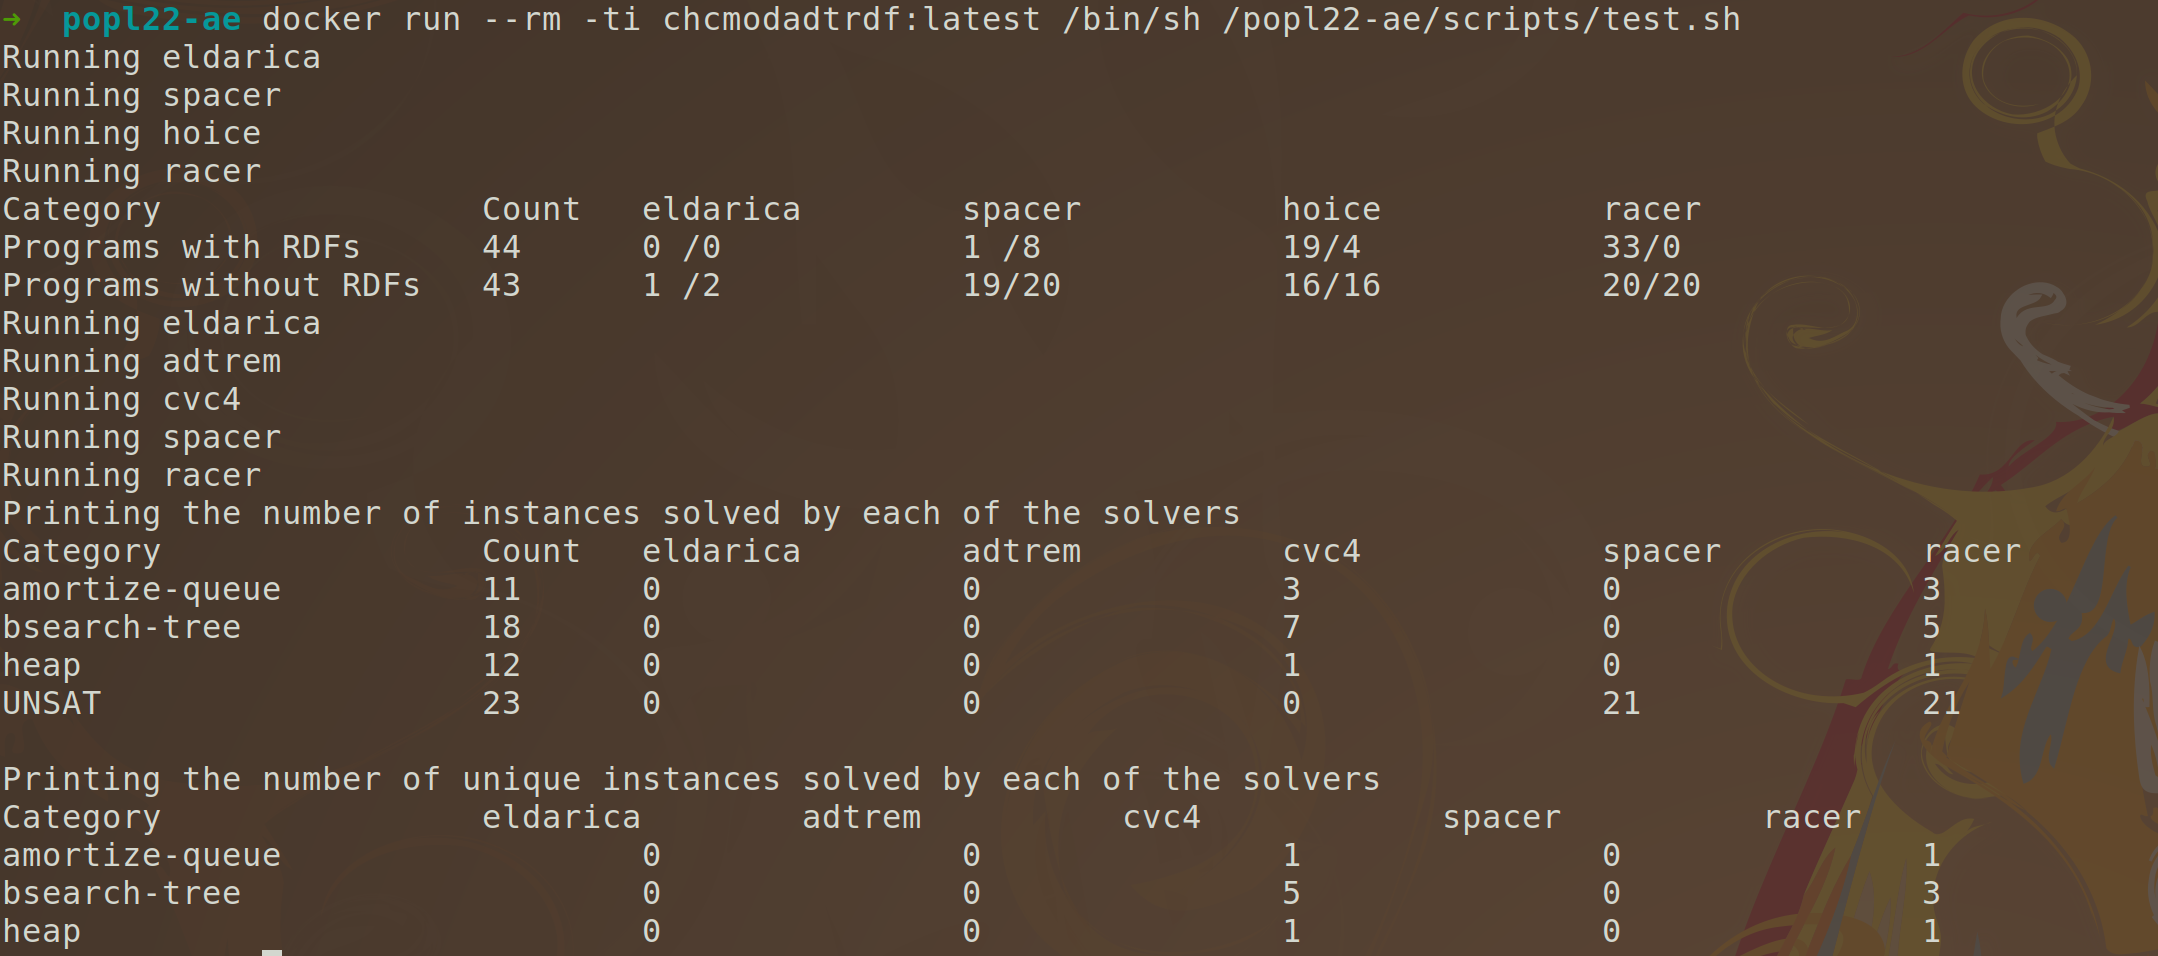 →  popl22-ae docker run --rm -ti chcmodadtrdf:latest /bin/sh /popl22-ae/scripts/test.sh
Running eldarica
Running spacer
Running hoice
Running racer
Category                Count   eldarica        spacer          hoice           racer
Programs with RDFs      44      0 /0            1 /8            19/4            33/0
Programs without RDFs   43      1 /2            19/20           16/16           20/20
Running eldarica
Running adtrem
Running cvc4
Running spacer
Running racer
Printing the number of instances solved by each of the solvers
Category                Count   eldarica        adtrem          cvc4            spacer          racer
amortize-queue          11      0               0               3               0               3
bsearch-tree            18      0               0               7               0               5
heap                    12      0               0               1               0               1
UNSAT                   23      0               0               0               21              21

Printing the number of unique instances solved by each of the solvers
Category                eldarica        adtrem          cvc4            spacer          racer
amortize-queue                  0               0               1               0               1
bsearch-tree                    0               0               5               0               3
heap                            0               0               1               0               1